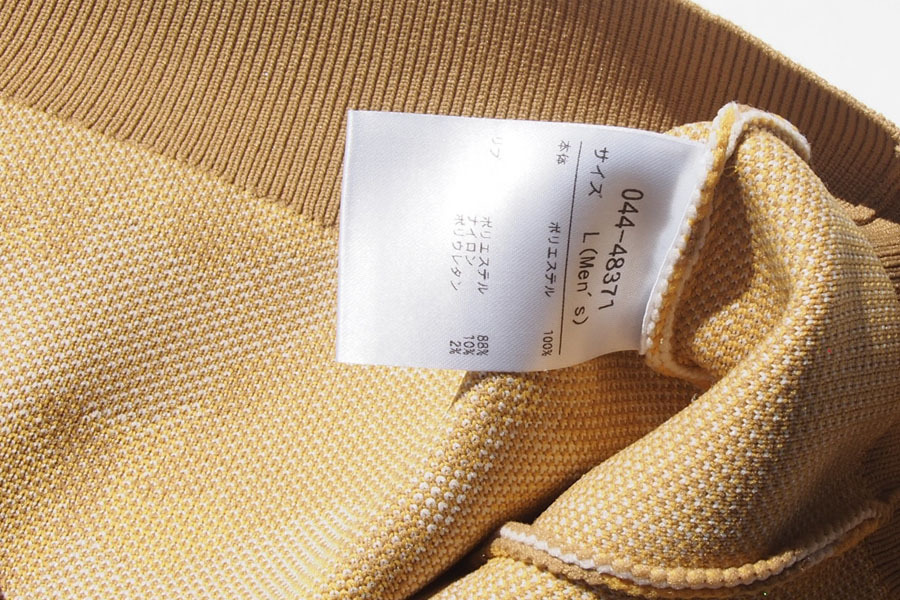 044-48371
サイズ L(Men's)
本体 ポリエステル 100%
リブ ポリエステル 88%
ナイロン 10%
ポリウレタン 2%